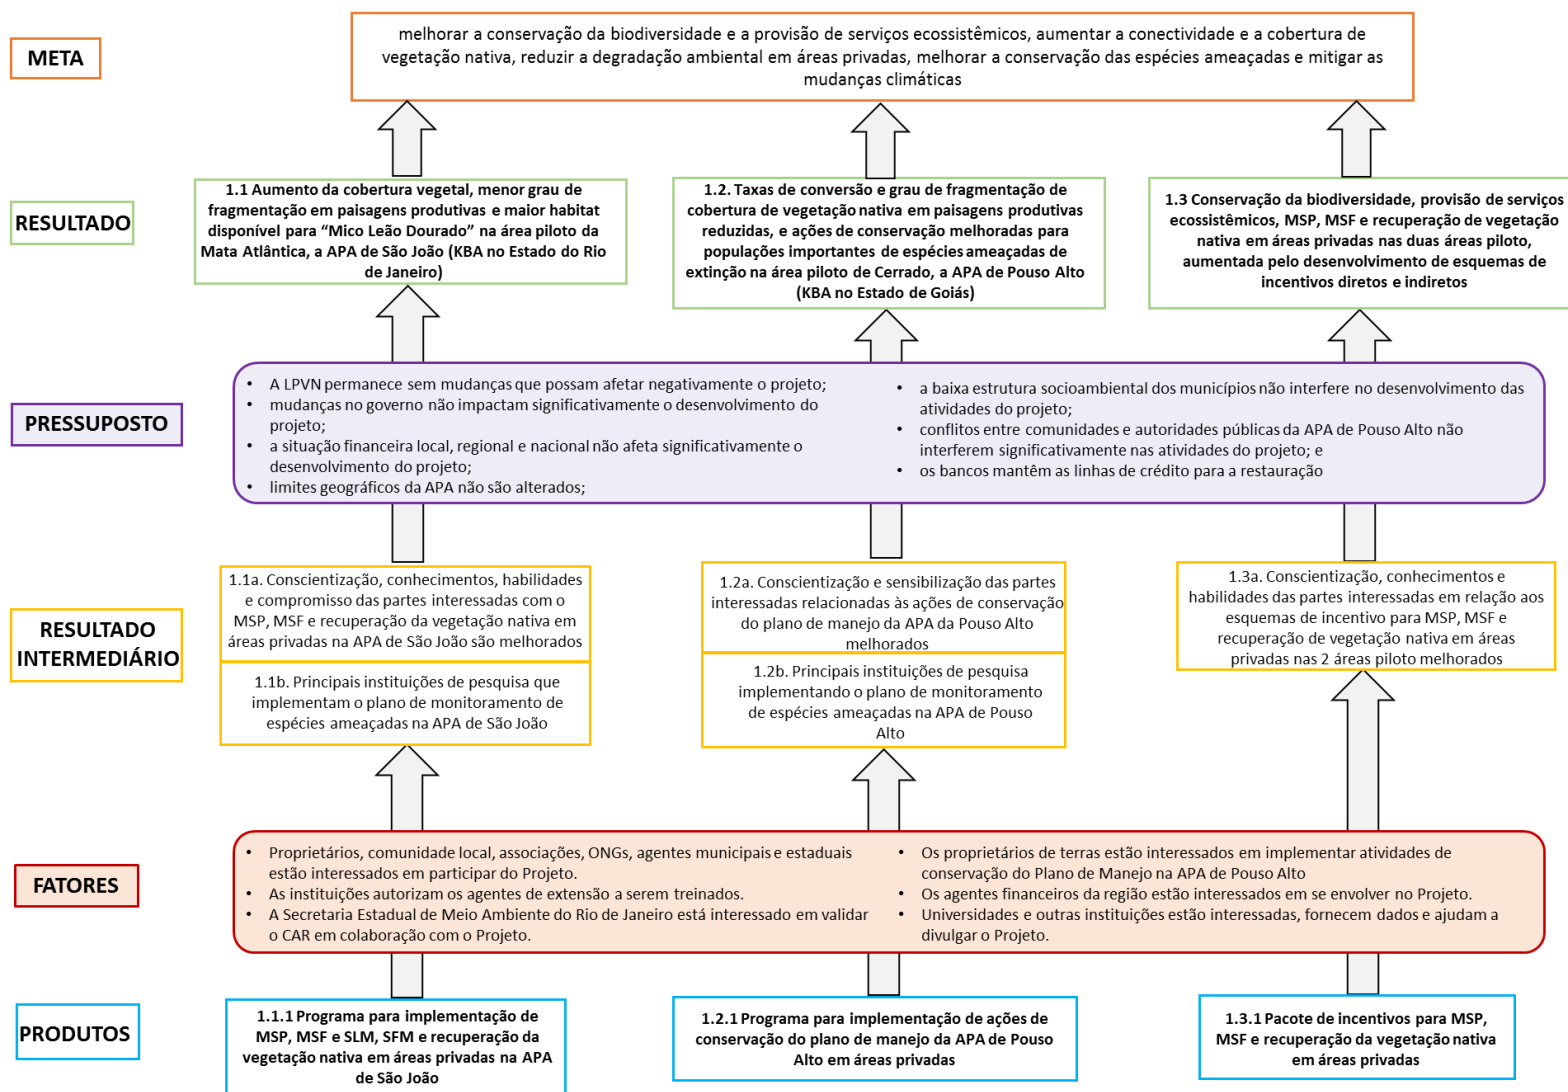 META
melhorar a conservação da biodiversidade e a provisão de serviços ecossistêmicos, aumentar a conectividade e a cobertura de
vegetação nativa, reduzir a degradação ambiental em áreas privadas, melhorar a conservação das espécies ameaçadas e mitigar as
mudanças climáticas
RESULTADO
1.1 Aumento da cobertura vegetal, menor grau de
fragmentação em paisagens produtivas e maior habitat
disponível para “Mico Leão Dourado” na área piloto da
Mata Atlântica, a APA de São João (KBA no Estado do Rio
de Janeiro)
1.2. Taxas de conversão e grau de fragmentação de
cobertura de vegetação nativa em paisagens produtivas
reduzidas, e ações de conservação melhoradas para
populações importantes de espécies ameaçadas de
extinção na área piloto de Cerrado, a APA de Pouso Alto
(KBA no Estado de Goiás)
1.3 Conservação da biodiversidade, provisão de serviços
ecossistêmicos, MSP, MSF e recuperação de vegetação
nativa em áreas privadas nas duas áreas piloto,
aumentada pelo desenvolvimento de esquemas de
incentivos diretos e indiretos
PRESSUPOSTO
• A LPVN permanece sem mudanças que possam afetar negativamente o projeto;
• mudanças no governo não impactam significativamente o desenvolvimento do
projeto;
• a situação financeira local, regional e nacional não afeta significativamente o
desenvolvimento do projeto;
• limites geográficos da APA não são alterados;
• a baixa estrutura socioambiental dos municípios não interfere no desenvolvimento das
atividades do projeto;
• conflitos entre comunidades e autoridades públicas da APA de Pouso Alto não
interferem significativamente nas atividades do projeto; e
• os bancos mantêm as linhas de crédito para a restauração
RESULTADO
INTERMEDIÁRIO
1.1a. Conscientização, conhecimentos, habilidades
e compromisso das partes interessadas com o
MSP, MSF e recuperação da vegetação nativa em
áreas privadas na APA de São João são melhorados
1.1b. Principais instituições de pesquisa que
implementam o plano de monitoramento de
espécies ameaçadas na APA de São João
1.2a. Conscientização e sensibilização das partes
interessadas relacionadas às ações de conservação
do plano de manejo da APA da Pouso Alto
melhorados
1.2b. Principais instituições de pesquisa
implementando o plano de monitoramento
de espécies ameaçadas na APA de Pouso
Alto
1.3a. Conscientização, conhecimentos e
habilidades das partes interessadas em relação aos
esquemas de incentivo para MSP, MSF e
recuperação de vegetação nativa em áreas
privadas nas 2 áreas piloto melhorados
FATORES
• Proprietários, comunidade local, associações, ONGs, agentes municipais e estaduais
estão interessados em participar do Projeto.
• As instituições autorizam os agentes de extensão a serem treinados.
• A Secretaria Estadual de Meio Ambiente do Rio de Janeiro está interessado em validar
o CAR em colaboração com o Projeto.
• Os proprietários de terras estão interessados em implementar atividades de
conservação do Plano de Manejo na APA de Pouso Alto
• Os agentes financeiros da região estão interessados em se envolver no Projeto.
• Universidades e outras instituições estão interessadas, fornecem dados e ajudam a
divulgar o Projeto.
PRODUTOS
1.1.1 Programa para implementação de
MSP, MSF e SLM, SFM e recuperação da
vegetação nativa em áreas privadas na APA
de São João
1.2.1 Programa para implementação de ações de
conservação do plano de manejo da APA de Pouso
Alto em áreas privadas
1.3.1 Pacote de incentivos para MSP,
MSF e recuperação da vegetação nativa
em áreas privadas